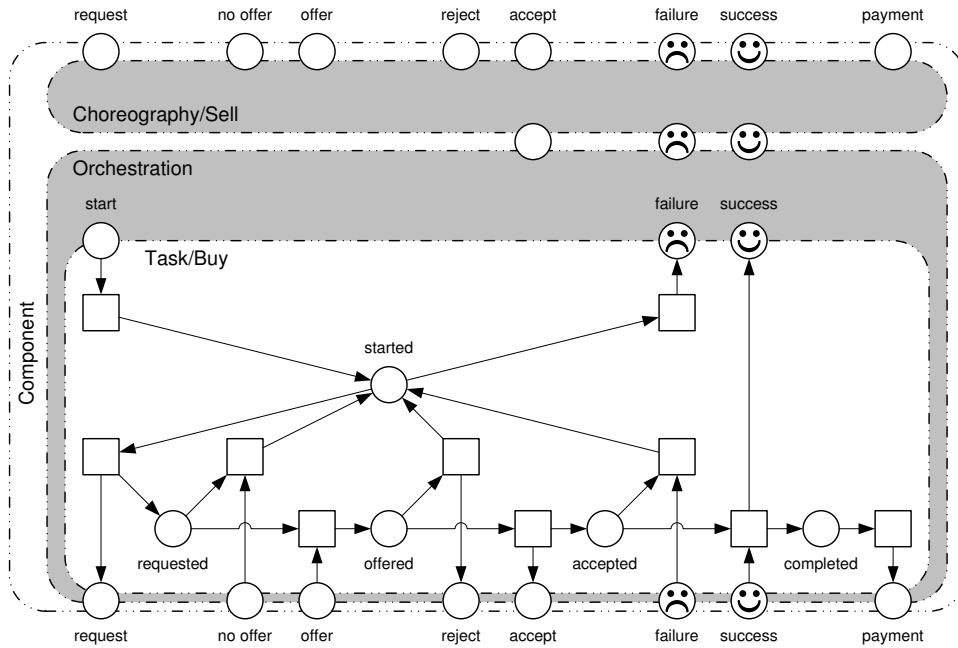 request
no offer
offer
reject
accept
failure
success
payment
Choreography/Sell
Orchestration
start
failure
success
Task/Buy
Component
started
requested
offered
accepted
completed
request
no offer
offer
reject
accept
failure
success
payment